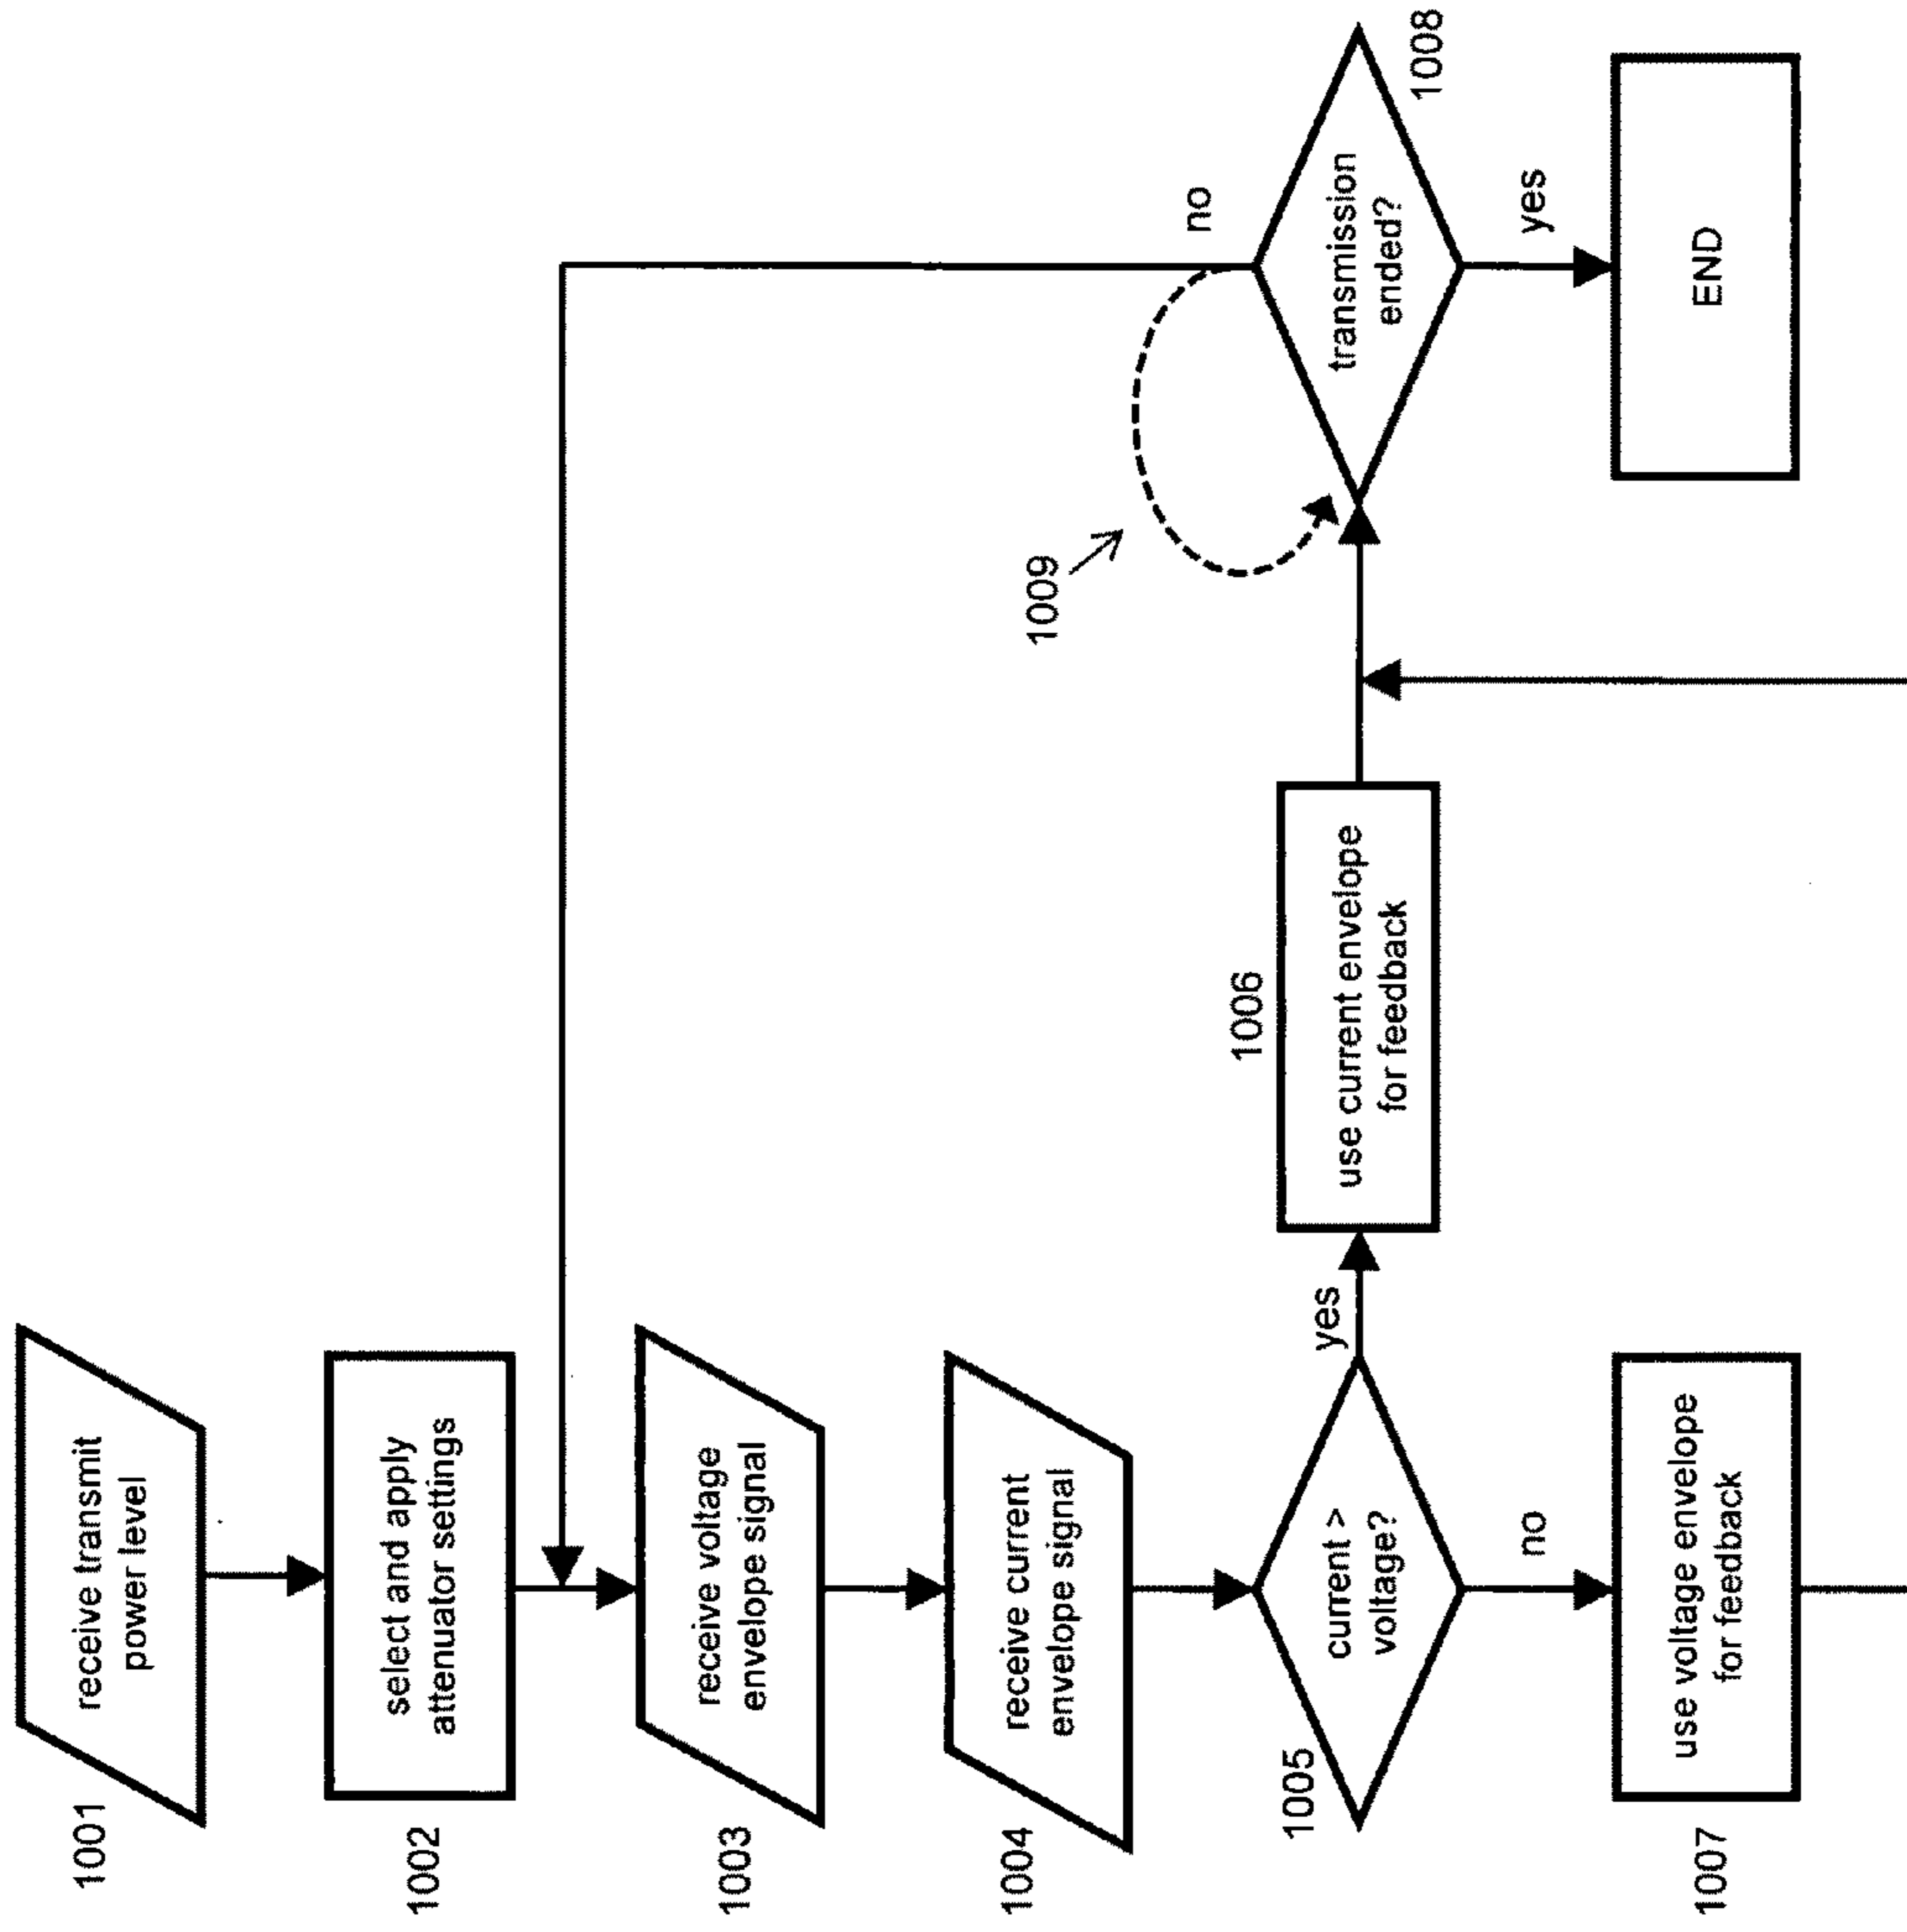 1001
receive transmit
power level
1002
select and apply
attenuator settings
1003
receive voltage
envelope signal
1004
receive current
envelope signal
1005
current >
voltage?
yes
no
1006
use current envelope
for feedback
1007
use voltage envelope
for feedback
1009
no
transmission
ended?
1008
yes
END